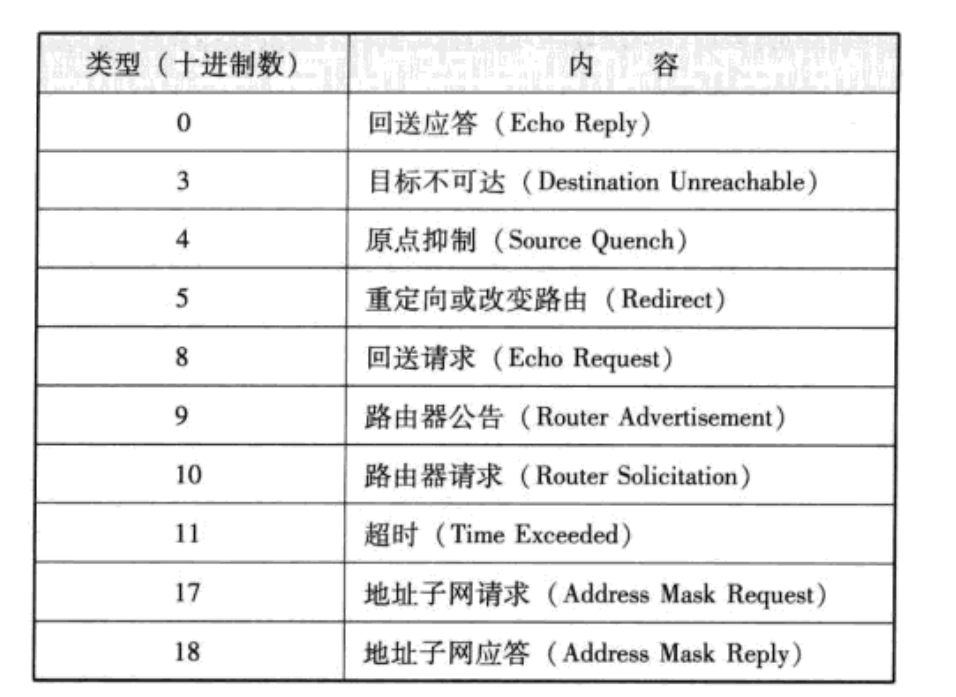 类型（十进制数） 内 容
0 回送应答（Echo Reply）
3 目标不可达（Destination Unreachable）
4 原点抑制（Source Quench）
5 重定向或改变路由（Redirect）
8 回送请求（Echo Request）
9 路由器公告（Router Advertisement）
10 路由器请求（Router Solicitation）
11 超时（Time Exceeded）
17 地址子网请求（Address Mask Request）
18 地址子网应答（Address Mask Reply）